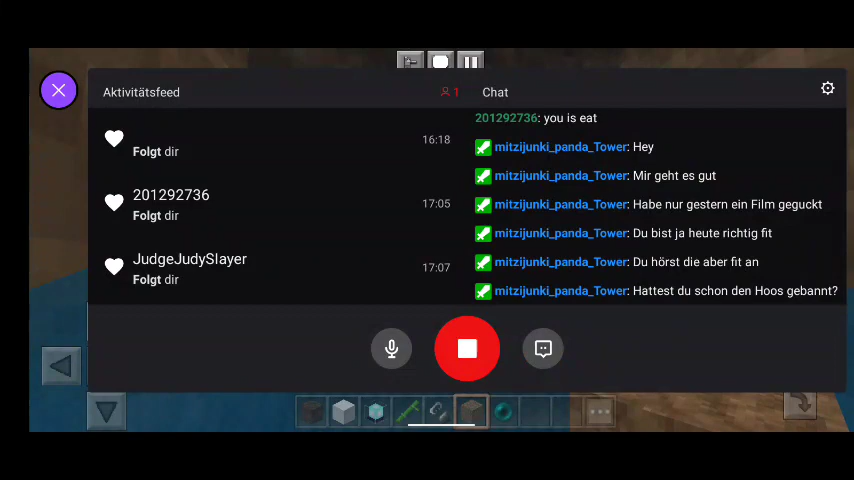 Aktivitätsfeed
1
Chat
Folgt dir
16:18
201292736
Folgt dir
17:05
JudgeJudySlayer
Folgt dir
17:07
201292736: you is eat
mitzijunki_panda_Tower: Hey
mitzijunki_panda_Tower: Mir geht es gut
mitzijunki_panda_Tower: Habe nur gestern ein Film geguckt
mitzijunki_panda_Tower: Du bist ja heute richtig fit
mitzijunki_panda_Tower: Du hörst die aber fit an
mitzijunki_panda_Tower: Hattest du schon den Hoos gebannt?